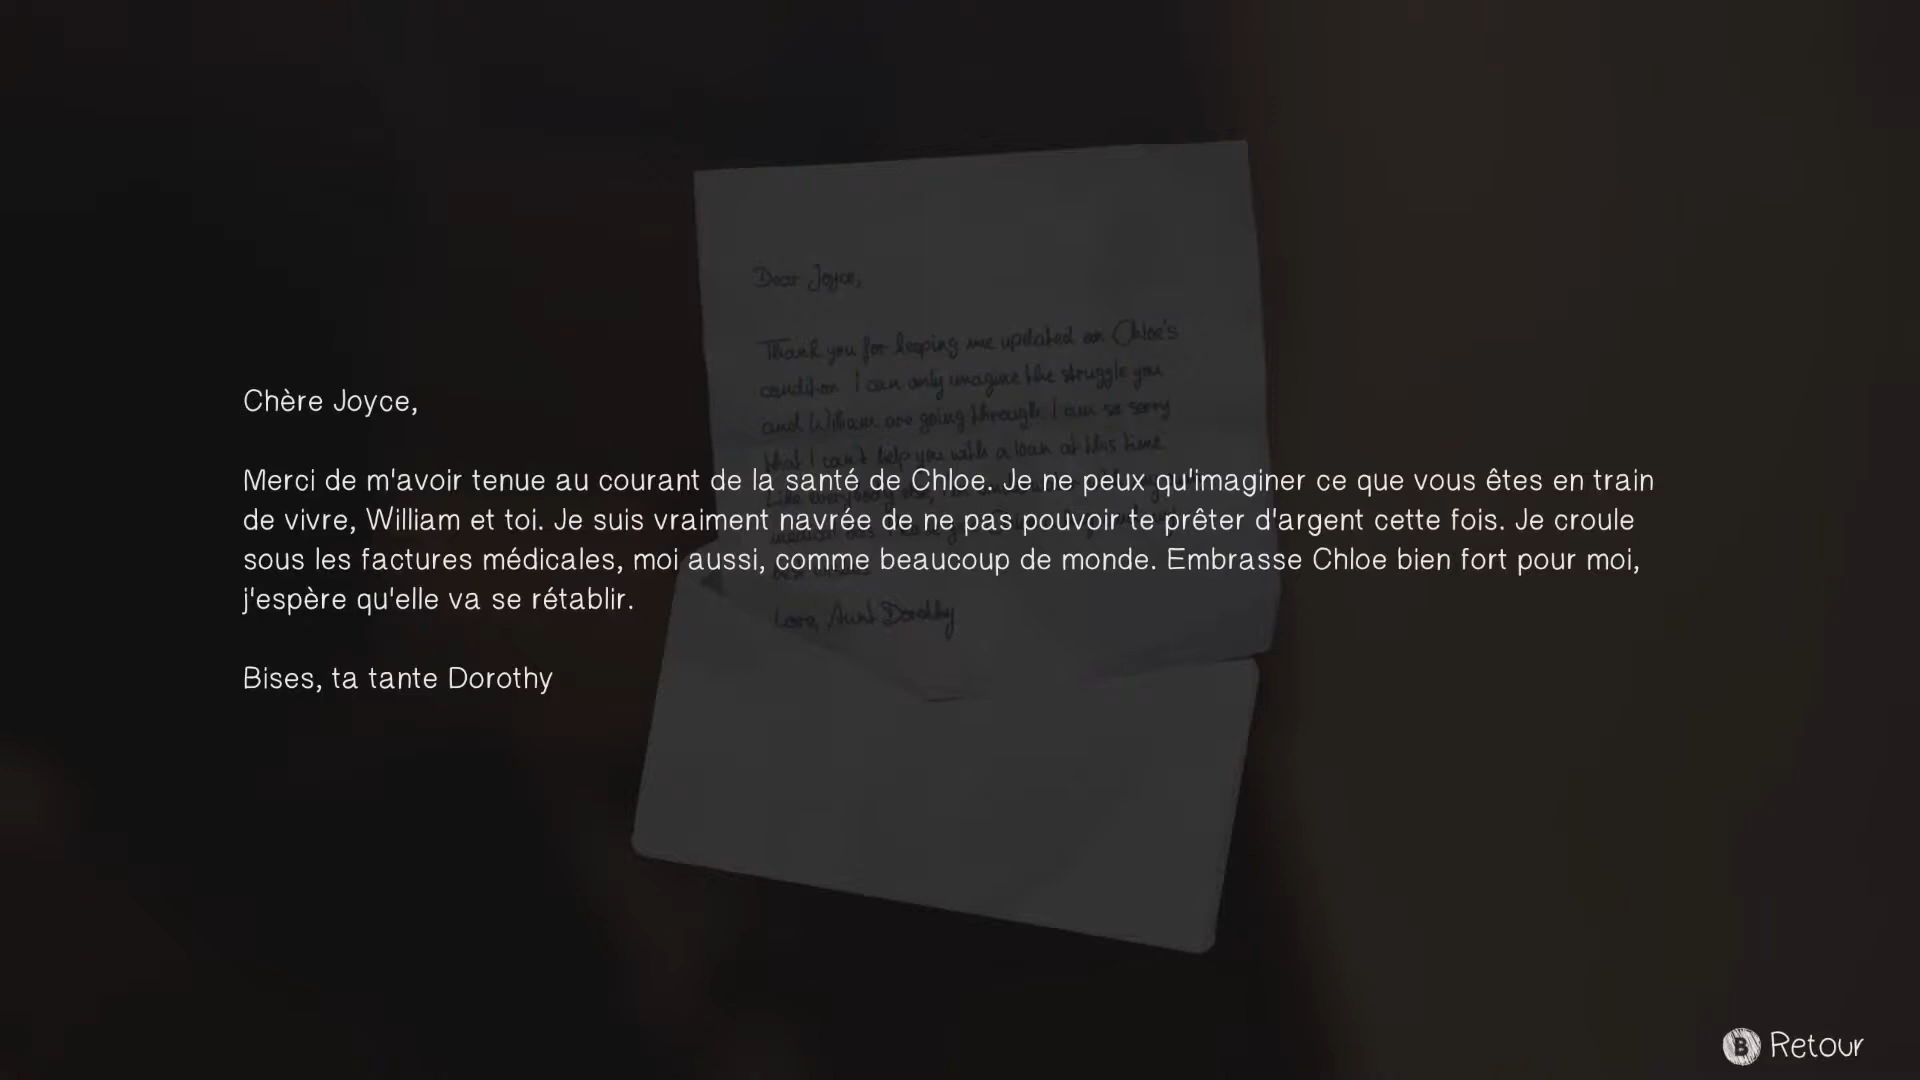 Chère Joyce,
Merci de m'avoir tenue au courant de la santé de Chloe. Je ne peux qu'imaginer ce que vous êtes en train
de vivre, William et toi. Je suis vraiment navrée de ne pas pouvoir te prêter d'argent cette fois. Je croule
sous les factures médicales, moi aussi, comme beaucoup de monde. Embrasse Chloe bien fort pour moi,
j'espère qu'elle va se rétablir.
Bises, ta tante Dorothy
Dear Joyce,
Thank you for keeping me updated on Chloe's
condition. I can only imagine the struggle you
and William are going through. I am so sorry
that I can't help you with a loan at this time.
Like everybody
Love, Aunt Dorothy
B Retour